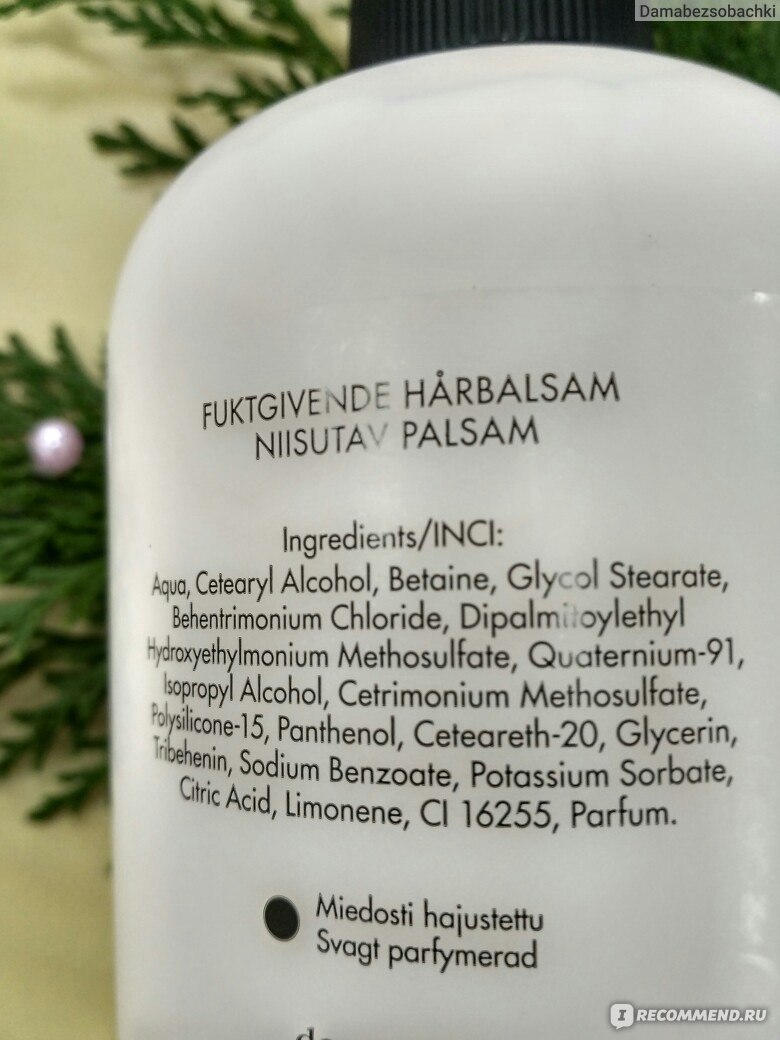 Damabezsobachki
FUKTGIVENDE HÅRBALSAM
NIISUTAV PALSAM
Ingredients/INCI:
Aqua, Cetearyl Alcohol, Betaine, Glycol Stearate,
Behentrimonium Chloride, Dipalmitoylethyl
Hydroxyethylmonium Methosulfate, Quaternium-91,
Isopropyl Alcohol, Cetrimonium Methosulfate,
Polysilicone-15, Panthenol, Ceteareth-20, Glycerin,
Tribehenin, Sodium Benzoate, Potassium Sorbate,
Citric Acid, Limonene, CI 16255, Parfum.
Miedosti hajustettu
Svagt parfymerad
IRECOMMEND.RU